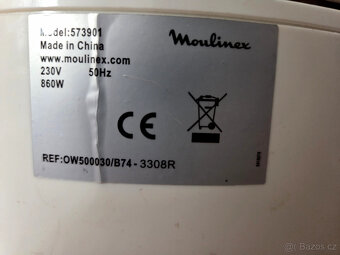 Model:573901
Made in China
www.moulinex.com
230V 50Hz
860W
Moulinex
CE
REF:OW500030/B74-3308R
Bazos.cz